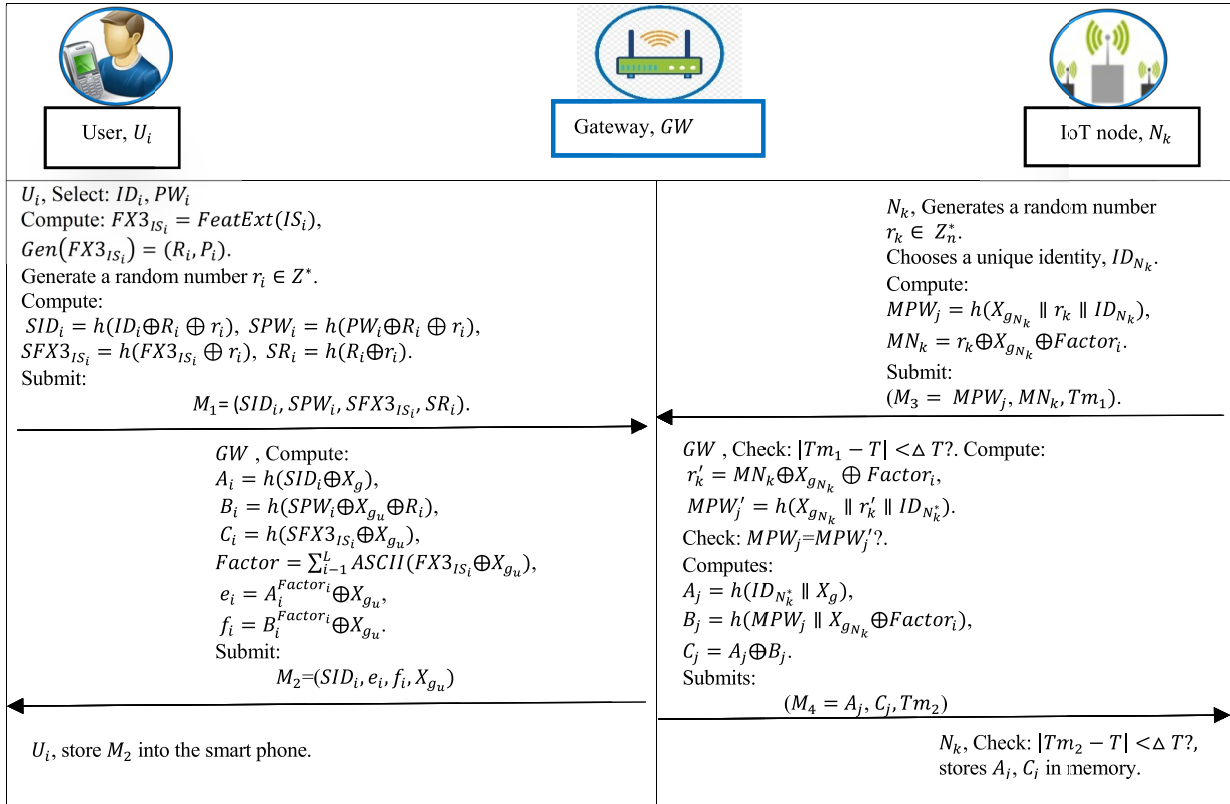 User, U_i
Gateway, GW
IoT node, N_k
U_i, Select: ID_i, PW_i
Compute: FX3_{IS_i} = FeatExt(IS_i),
Gen(FX3_{IS_i}) = (R_i, P_i).
Generate a random number r_i ∈ Z^*.
Compute:
SID_i = h(ID_i⊕R_i ⊕ r_i), SPW_i = h(PW_i⊕R_i ⊕ r_i),
SFX3_{IS_i} = h(FX3_{IS_i} ⊕ r_i), SR_i = h(R_i⊕r_i).
Submit:
M_1=(SID_i, SPW_i, SFX3_{IS_i}, SR_i).
GW , Compute:
A_i = h(SID_i⊕X_g),
B_i = h(SPW_i⊕X_{g_u}⊕R_i),
C_i = h(SFX3_{IS_i}⊕X_{g_u}),
Factor = ∑_{i-1}^{L} ASCII(FX3_{IS_i}⊕X_{g_u}),
e_i = A_i^{Factor_i}⊕X_{g_u},
f_i = B_i^{Factor_i}⊕X_{g_u}.
Submit:
M_2=(SID_i, e_i, f_i, X_{g_u})
U_i, store M_2 into the smart phone.
N_k, Generates a random number
r_k ∈ Z_n^*.
Chooses a unique identity, ID_{N_k}.
Compute:
MPW_j = h(X_{g_{N_k}} ∥ r_k ∥ ID_{N_k}),
MN_k = r_k⊕X_{g_{N_k}}⊕Factor_i.
Submit:
(M_3 = MPW_j, MN_k, Tm_1).
GW , Check: |Tm_1 − T| <△ T?. Compute:
r_k' = MN_k⊕X_{g_{N_k}} ⊕ Factor_i,
MPW_j' = h(X_{g_{N_k}} ∥ r_k' ∥ ID_{N_k^*}).
Check: MPW_j=MPW_j'?.
Computes:
A_j = h(ID_{N_k^*} ∥ X_g),
B_j = h(MPW_j ∥ X_{g_{N_k}}⊕Factor_i),
C_j = A_j⊕B_j.
Submits:
(M_4 = A_j, C_j, Tm_2)
N_k, Check: |Tm_2 − T| <△ T?,
stores A_j, C_j in memory.